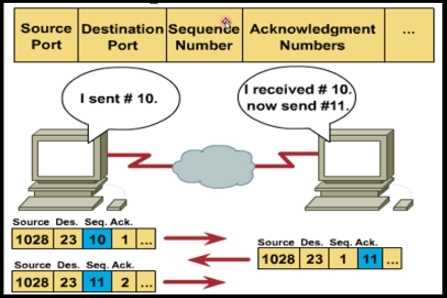 Source Port
Destination Port
Sequence Number
Acknowledgment Numbers
...
I sent # 10.
I received # 10.
now send #11.
Source Des. Seq. Ack.
1028 23 10 1 ...
Source Des. Seq. Ack.
1028 23 1 11 ...
Source Des. Seq. Ack.
1028 23 11 2 ...